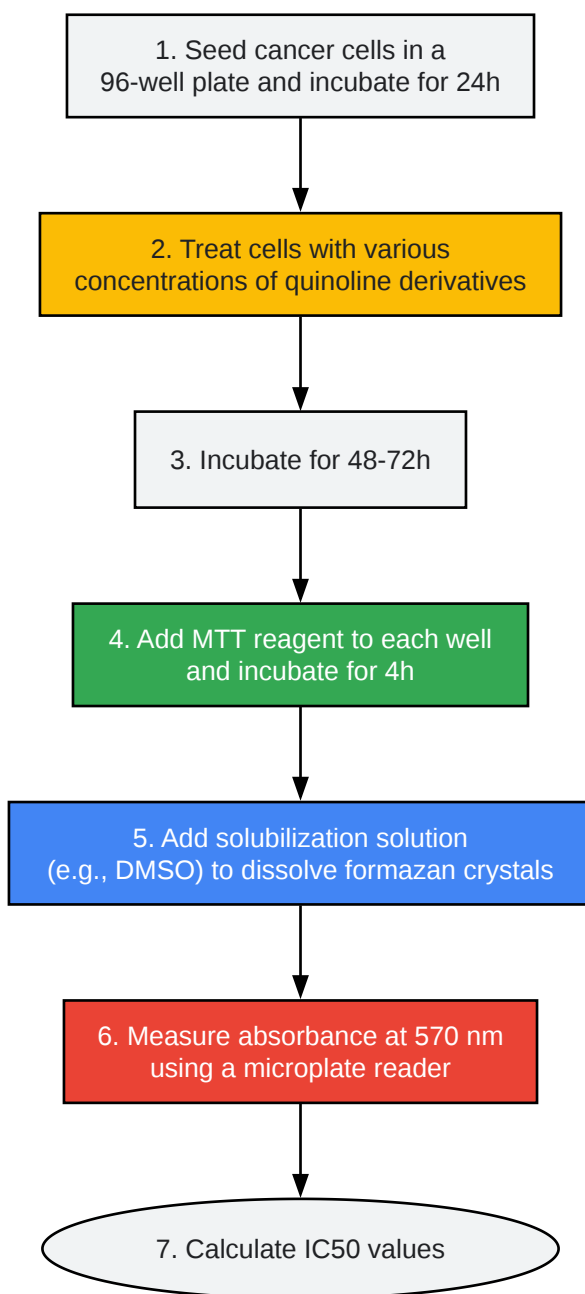 1. Seed cancer cells in a
96-well plate and incubate for 24h
2. Treat cells with various
concentrations of quinoline derivatives
3. Incubate for 48-72h
4. Add MTT reagent to each well
and incubate for 4h
5. Add solubilization solution
(e.g., DMSO) to dissolve formazan crystals
6. Measure absorbance at 570 nm
using a microplate reader
7. Calculate IC50 values